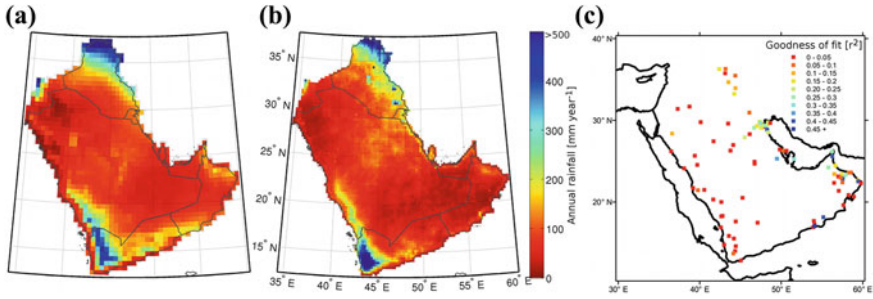 (a)
(b)
(c)
35° N
30° N
25° N
20° N
15° N
35° E
40° E
45° E
50° E
55° E
60° E
>500
400
300
200
100
0
Annual rainfall [mm year⁻¹]
40° N
30° N
20° N
30° E
40° E
50° E
60° E
Goodness of fit [r²]
0 - 0.05
0.05 - 0.1
0.1 - 0.15
0.15 - 0.2
0.20 - 0.25
0.25 - 0.3
0.3 - 0.35
0.35 - 0.4
0.4 - 0.45
0.45 +